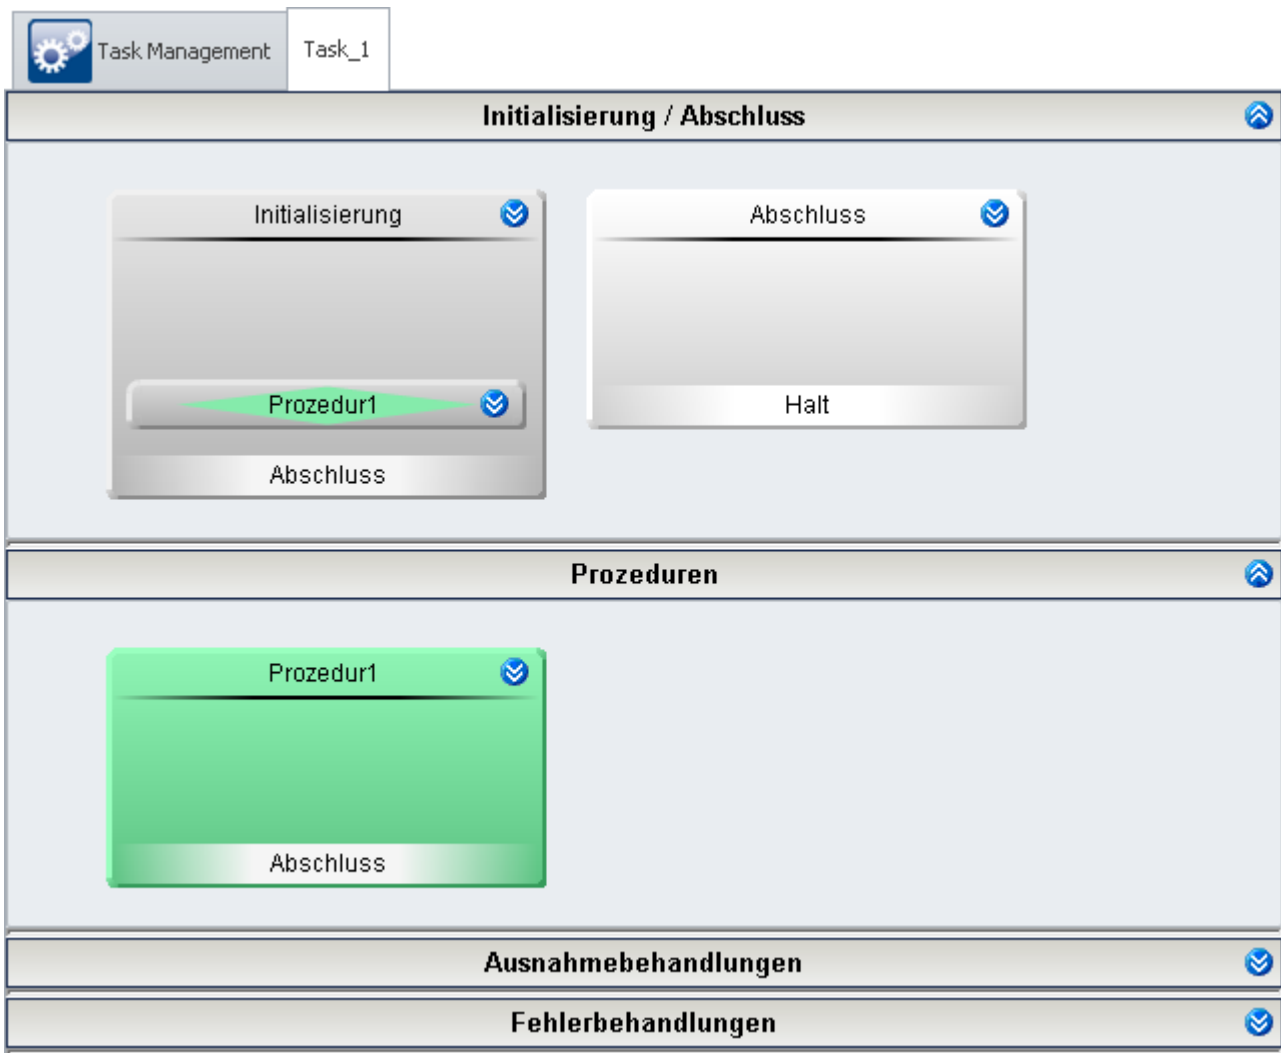 Task Management
Task_1
Initialisierung / Abschluss
Initialisierung
Abschluss
Prozedur1
Halt
Abschluss
Prozeduren
Prozedur1
Abschluss
Ausnahmebehandlungen
Fehlerbehandlungen